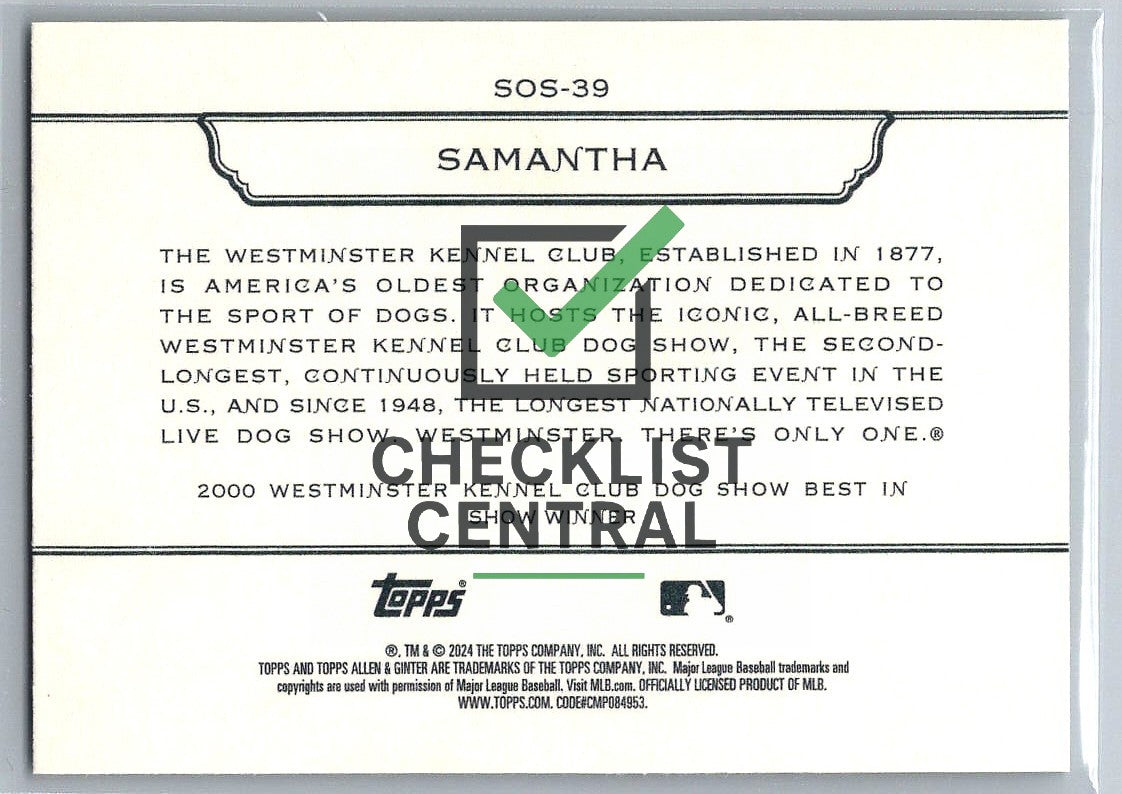 SOS-39
SAMANTHA
THE WESTMINSTER KENNEL CLUB, ESTABLISHED IN 1877,
IS AMERICA'S OLDEST ORGANIZATION DEDICATED TO
THE SPORT OF DOGS. IT HOSTS THE ICONIC, ALL-BREED
WESTMINSTER KENNEL CLUB DOG SHOW, THE SECOND-
LONGEST, CONTINUOUSLY HELD SPORTING EVENT IN THE
U.S., AND SINCE 1948, THE LONGEST NATIONALLY TELEVISED
LIVE DOG SHOW. WESTMINSTER. THERE'S ONLY ONE.®
CHECKLIST
2000 WESTMINSTER KENNEL CLUB DOG SHOW BEST IN
SHOW WINNER
CENTRAL
Topps®
®
®, TM & © 2024 THE TOPPS COMPANY, INC. ALL RIGHTS RESERVED.
TOPPS AND TOPPS ALLEN & GINTER ARE TRADEMARKS OF THE TOPPS COMPANY, INC. Major League Baseball trademarks and
copyrights are used with permission of Major League Baseball. Visit MLB.com. OFFICIALLY LICENSED PRODUCT OF MLB.
WWW.TOPPS.COM. CODE#CMP084953.